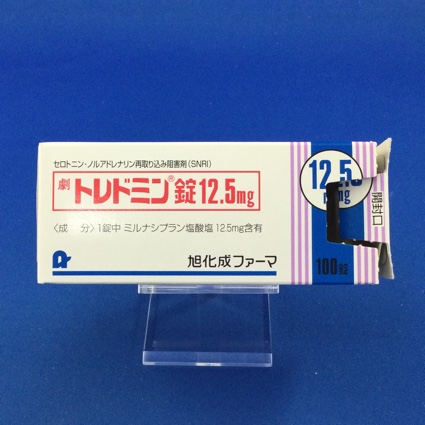 セロトニン・ノルアドレナリン再取り込み阻害剤(SNRI)
劇 トレドミン®錠12.5mg
〈成 分〉1錠中 ミルナシプラン塩酸塩 12.5mg含有
旭化成ファーマ
12.5
mg
開封口
100錠